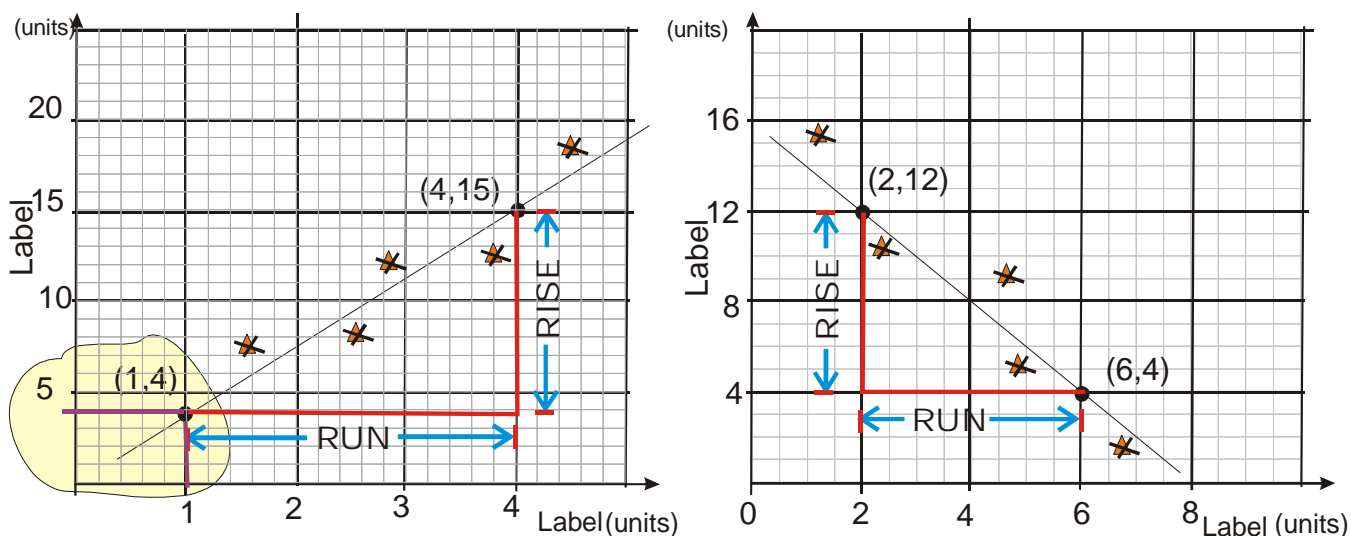 (units)
20
15
10
5
Label
(4,15)
(1,4)
RISE
RUN
1
2
3
4
Label (units)
(units)
16
12
8
4
Label
(2,12)
(6,4)
RISE
RUN
0
2
4
6
8
Label (units)